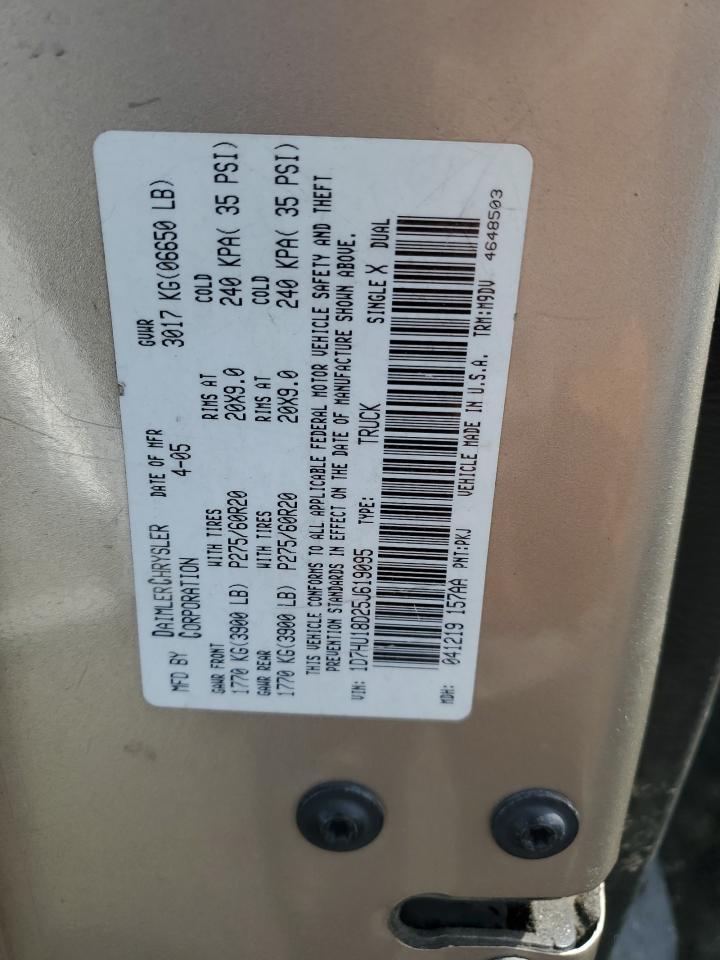 MFD BY DAIMLERCHRYSLER CORPORATION DATE OF MFR 4-05 GVWR 3017 KG(06650 LB)
GAWR FRONT WITH TIRES RIMS AT COLD
1770 KG(3900 LB) P275/60R20 20X9.0 240 KPA( 35 PSI)
GAWR REAR WITH TIRES RIMS AT COLD
1770 KG(3900 LB) P275/60R20 20X9.0 240 KPA( 35 PSI)
THIS VEHICLE CONFORMS TO ALL APPLICABLE FEDERAL MOTOR VEHICLE SAFETY AND THEFT
PREVENTION STANDARDS IN EFFECT ON THE DATE OF MANUFACTURE SHOWN ABOVE.
VIN: 1D7HU18D25J619095 TYPE: TRUCK SINGLE X DUAL
MDH: 041219 157AA PNT:PKJ VEHICLE MADE IN U.S.A. TRM:M9DV 4648503